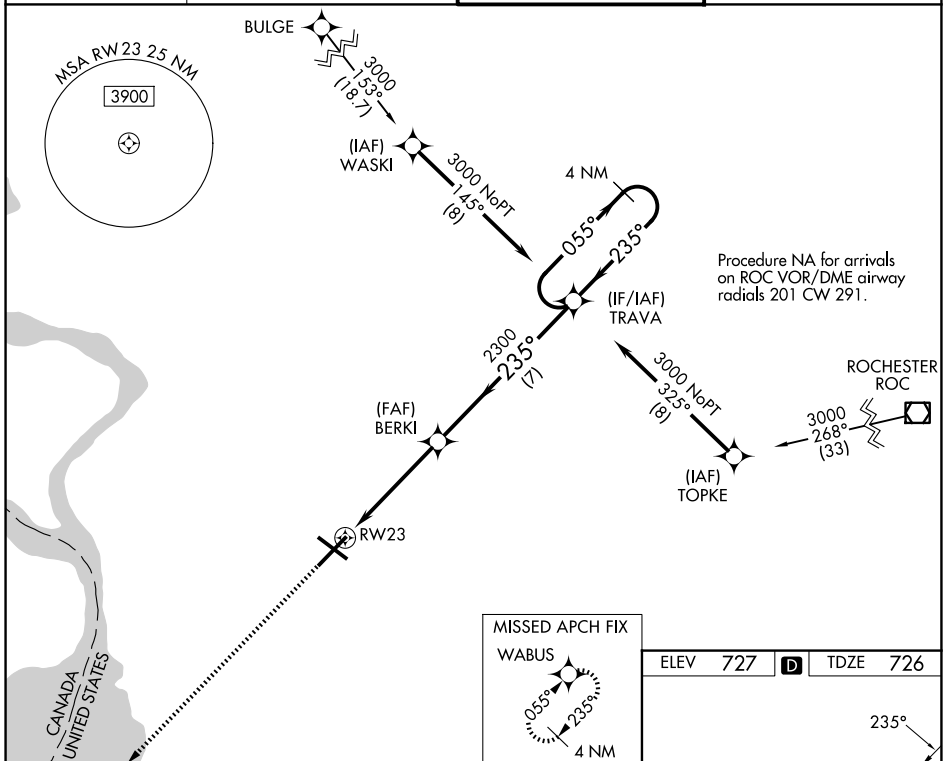 BULGE
3000
153°
(18.7)
MSA RW23 25 NM
3900
(IAF)
WASKI
3000 NoPT
145°
(8)
4 NM
055°
235°
(IF/IAF)
TRAVA
Procedure NA for arrivals
on ROC VOR/DME airway
radials 201 CW 291.
2300
235°
(7)
3000 NoPT
325°
(8)
ROCHESTER
ROC
3000
268°
(33)
(FAF)
BERKI
(IAF)
TOPKE
RW23
MISSED APCH FIX
WABUS
055°
235°
4 NM
ELEV 727 D TDZE 726
235°
CANADA
UNITED STATES